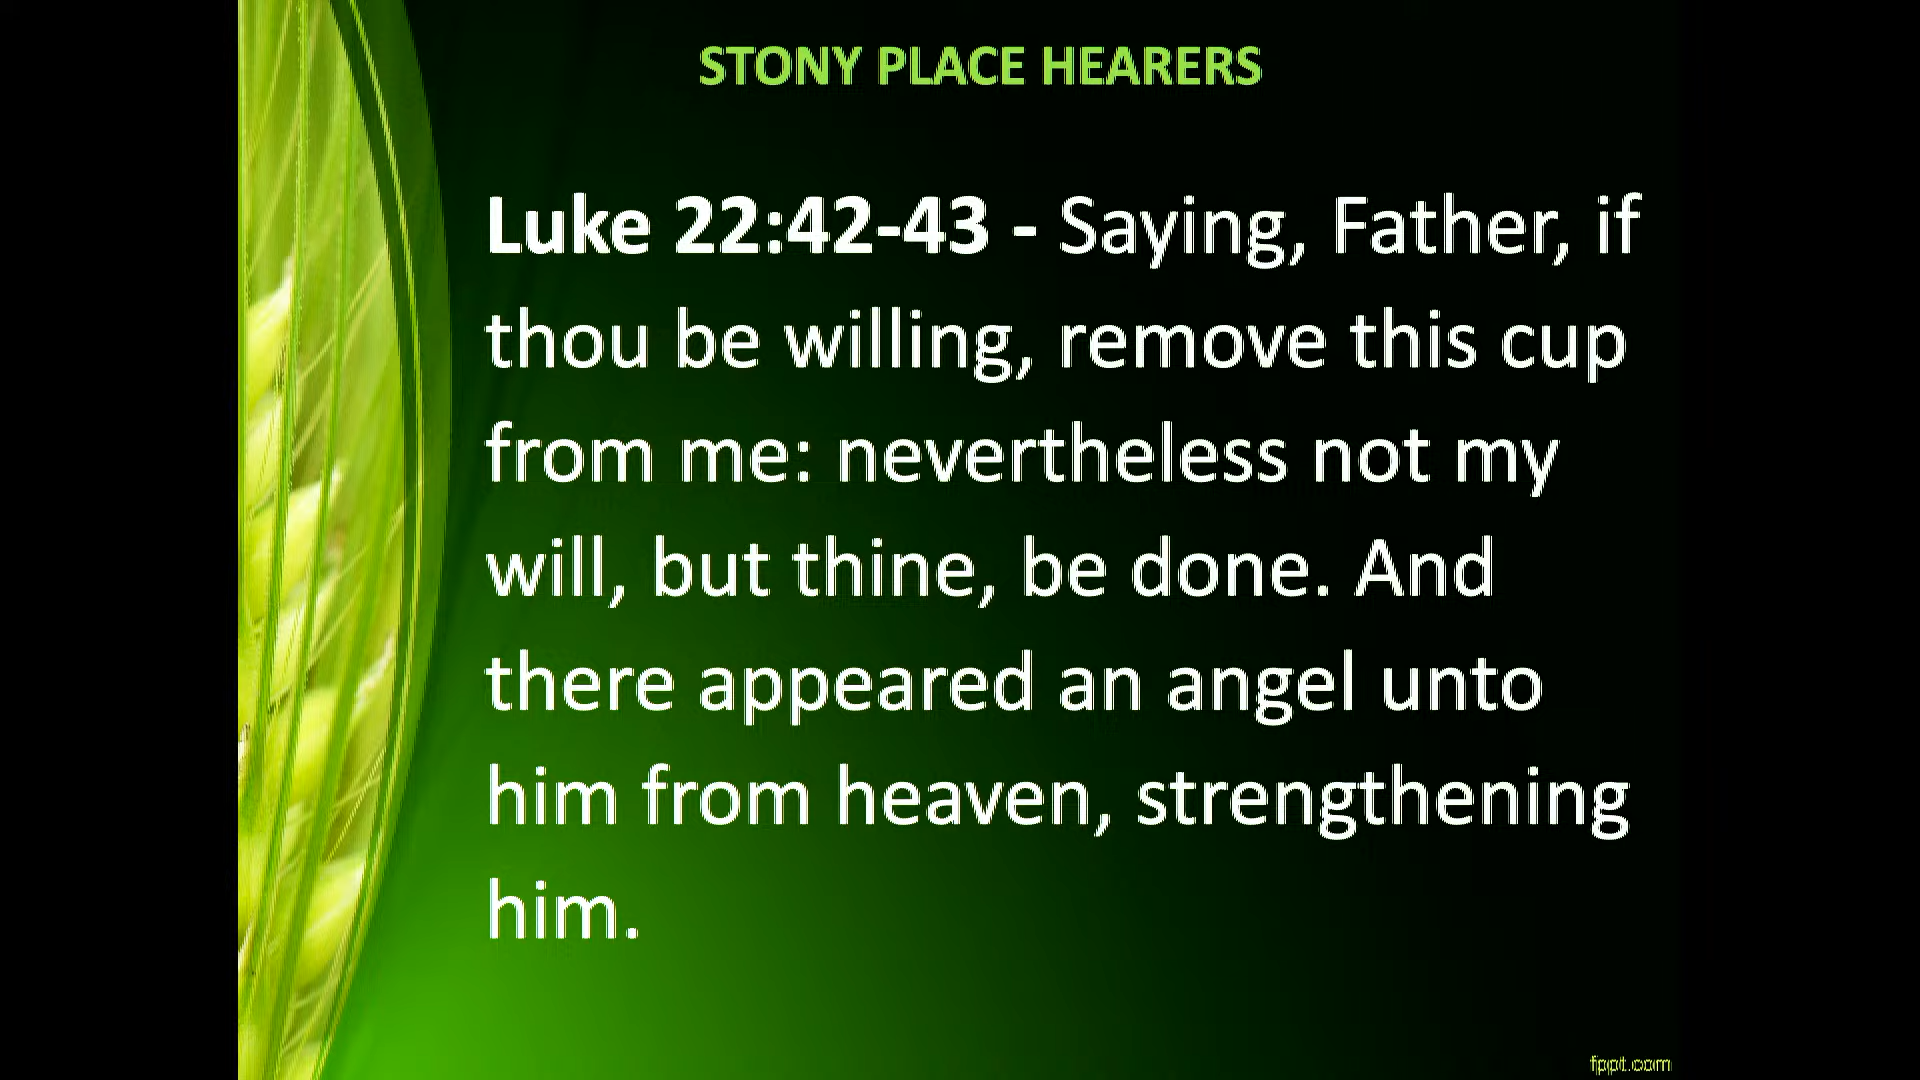 STONY PLACE HEARERS
Luke 22:42-43 - Saying, Father, if
thou be willing, remove this cup
from me: nevertheless not my
will, but thine, be done. And
there appeared an angel unto
him from heaven, strengthening
him.
fppt.com